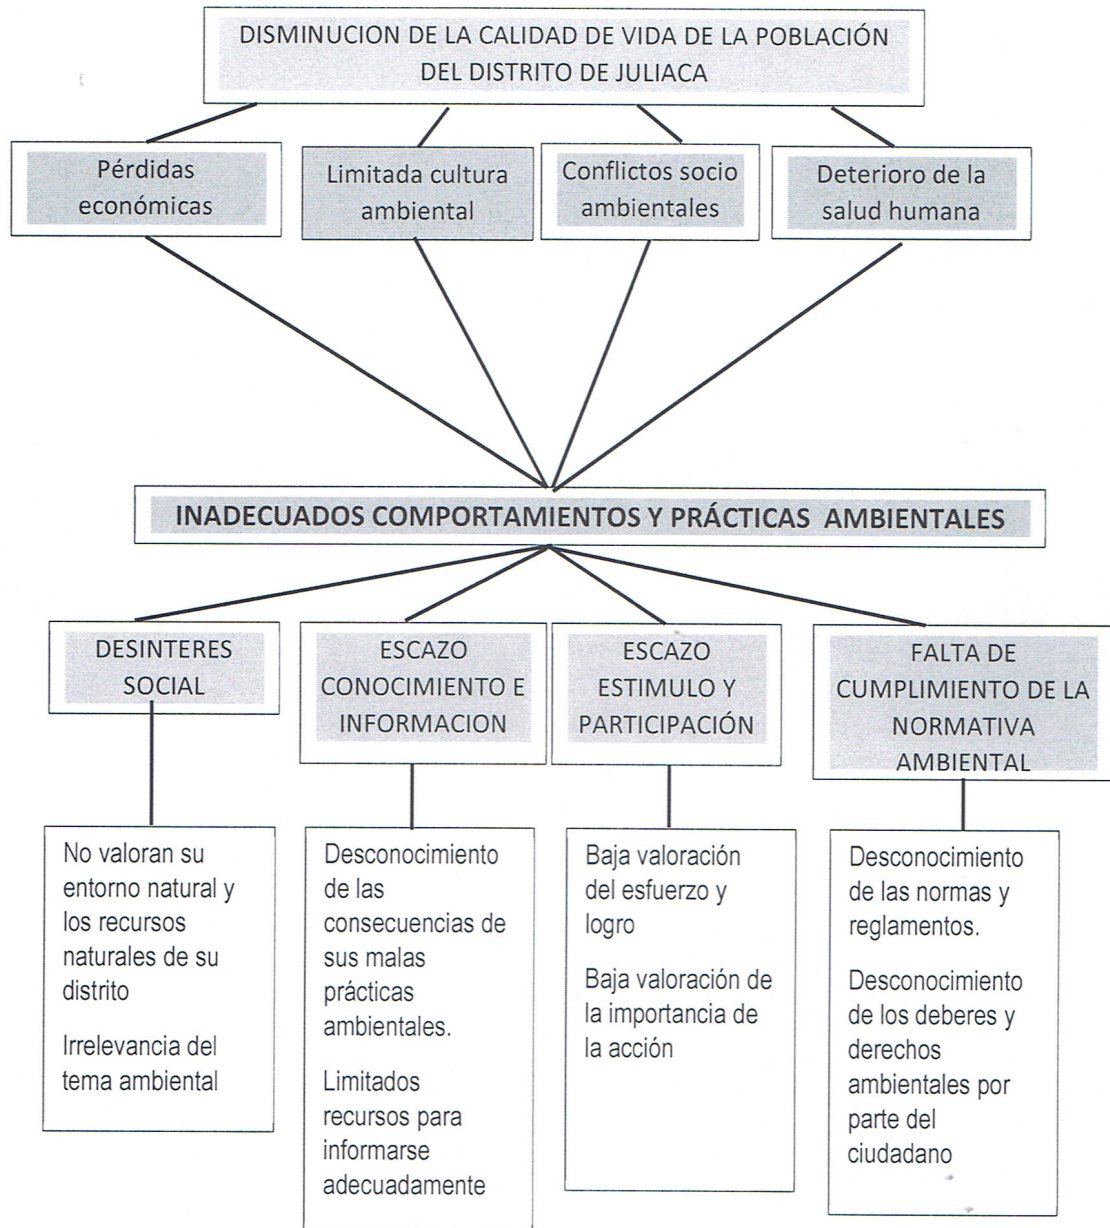 DISMINUCION DE LA CALIDAD DE VIDA DE LA POBLACIÓN
DEL DISTRITO DE JULIACA
Pérdidas
económicas
Limitada cultura
ambiental
Conflictos socio
ambientales
Deterioro de la
salud humana
INADECUADOS COMPORTAMIENTOS Y PRÁCTICAS AMBIENTALES
DESINTERES
SOCIAL
ESCAZO
CONOCIMIENTO E
INFORMACION
ESCAZO
ESTIMULO Y
PARTICIPACIÓN
FALTA DE
CUMPLIMIENTO DE LA
NORMATIVA
AMBIENTAL
No valoran su
entorno natural y
los recursos
naturales de su
distrito
Irrelevancia del
tema ambiental
Desconocimiento
de las
consecuencias de
sus malas
prácticas
ambientales.
Limitados
recursos para
informarse
adecuadamente
Baja valoración
del esfuerzo y
logro
Baja valoración de
la importancia de
la acción
Desconocimiento
de las normas y
reglamentos.
Desconocimiento
de los deberes y
derechos
ambientales por
parte del
ciudadano